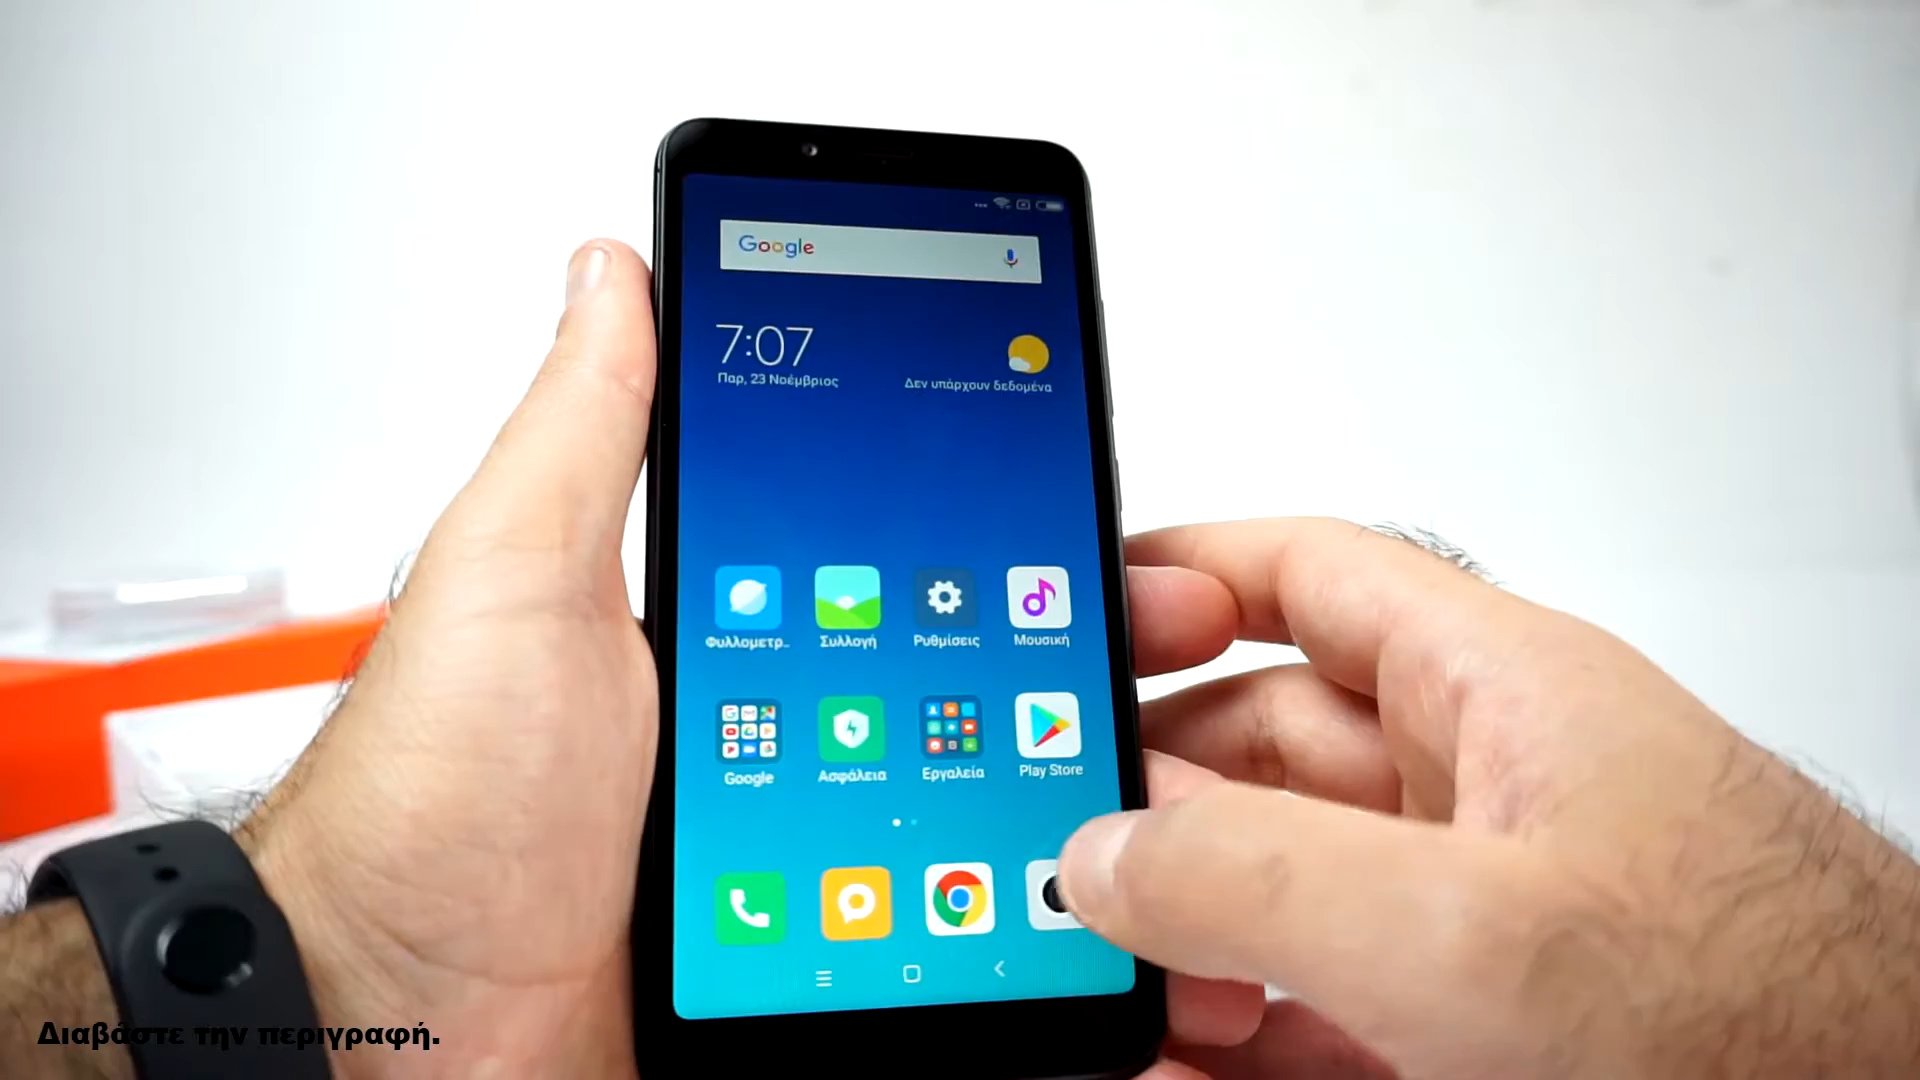 Google
7:07
Παρ, 23 Νοέμβριος
Δεν υπάρχουν δεδομένα
Φυλλομετρ...
Συλλογή
Ρυθμίσεις
Μουσική
Google
Ασφάλεια
Εργαλεία
Play Store
Διαβάστε την περιγραφή.